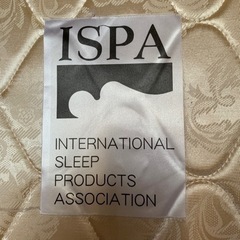 ISPA
INTERNATIONAL
SLEEP
PRODUCTS
ASSOCIATION